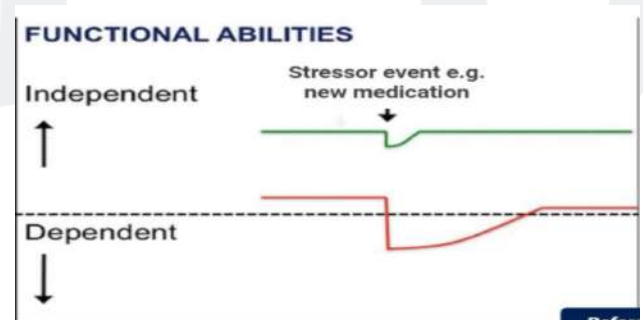 FUNCTIONAL ABILITIES
Stressor event e.g.
new medication
Independent
Dependent